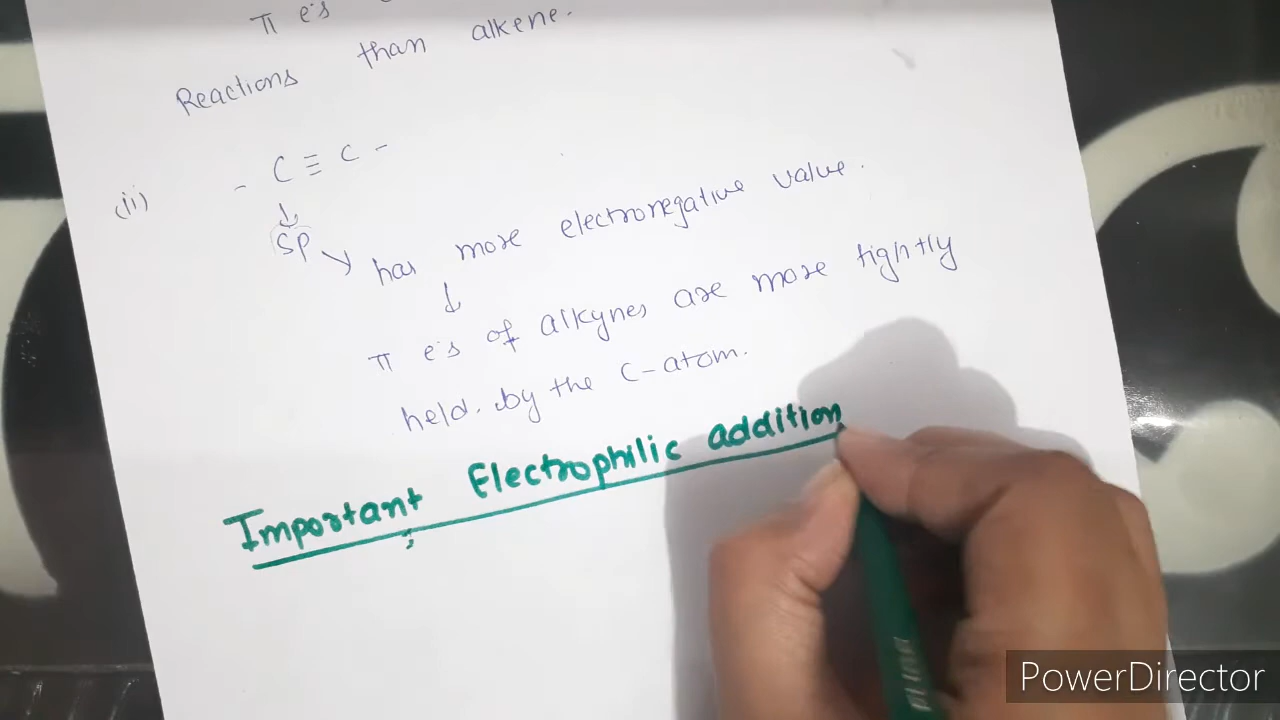 π e's
Reactions than alkene.
(ii) - C ≡ C -
↓
SP
↘ has more electronegative value.
↓
π e's of alkynes are more tightly
held. by the C-atom.
Important Electrophilic addition
PowerDirector